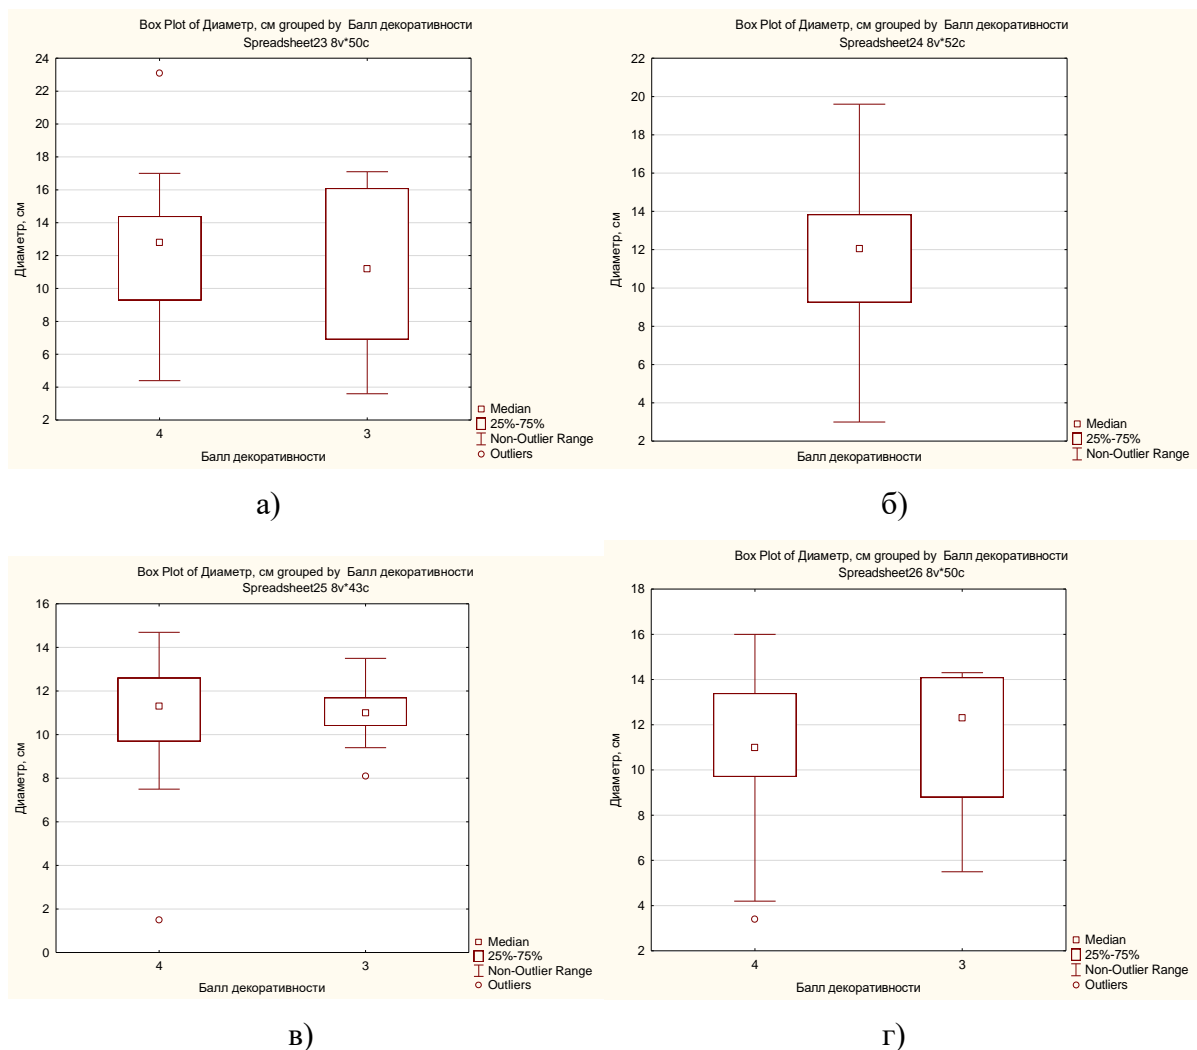 Box Plot of Диаметр, см grouped by  Балл декоративности
Spreadsheet23 8v*50c
24
22
20
18
16
14
12
10
8
6
4
2
Диаметр, см
4 3
Балл декоративности
Median
25%-75%
Non-Outlier Range
Outliers
а)
Box Plot of Диаметр, см grouped by  Балл декоративности
Spreadsheet24 8v*52c
22
20
18
16
14
12
10
8
6
4
2
Диаметр, см
Балл декоративности
Median
25%-75%
Non-Outlier Range
б)
Box Plot of Диаметр, см grouped by  Балл декоративности
Spreadsheet25 8v*43c
16
14
12
10
8
6
4
2
0
Диаметр, см
4 3
Балл декоративности
Median
25%-75%
Non-Outlier Range
Outliers
в)
Box Plot of Диаметр, см grouped by  Балл декоративности
Spreadsheet26 8v*50c
18
16
14
12
10
8
6
4
2
Диаметр, см
4 3
Балл декоративности
Median
25%-75%
Non-Outlier Range
Outliers
г)